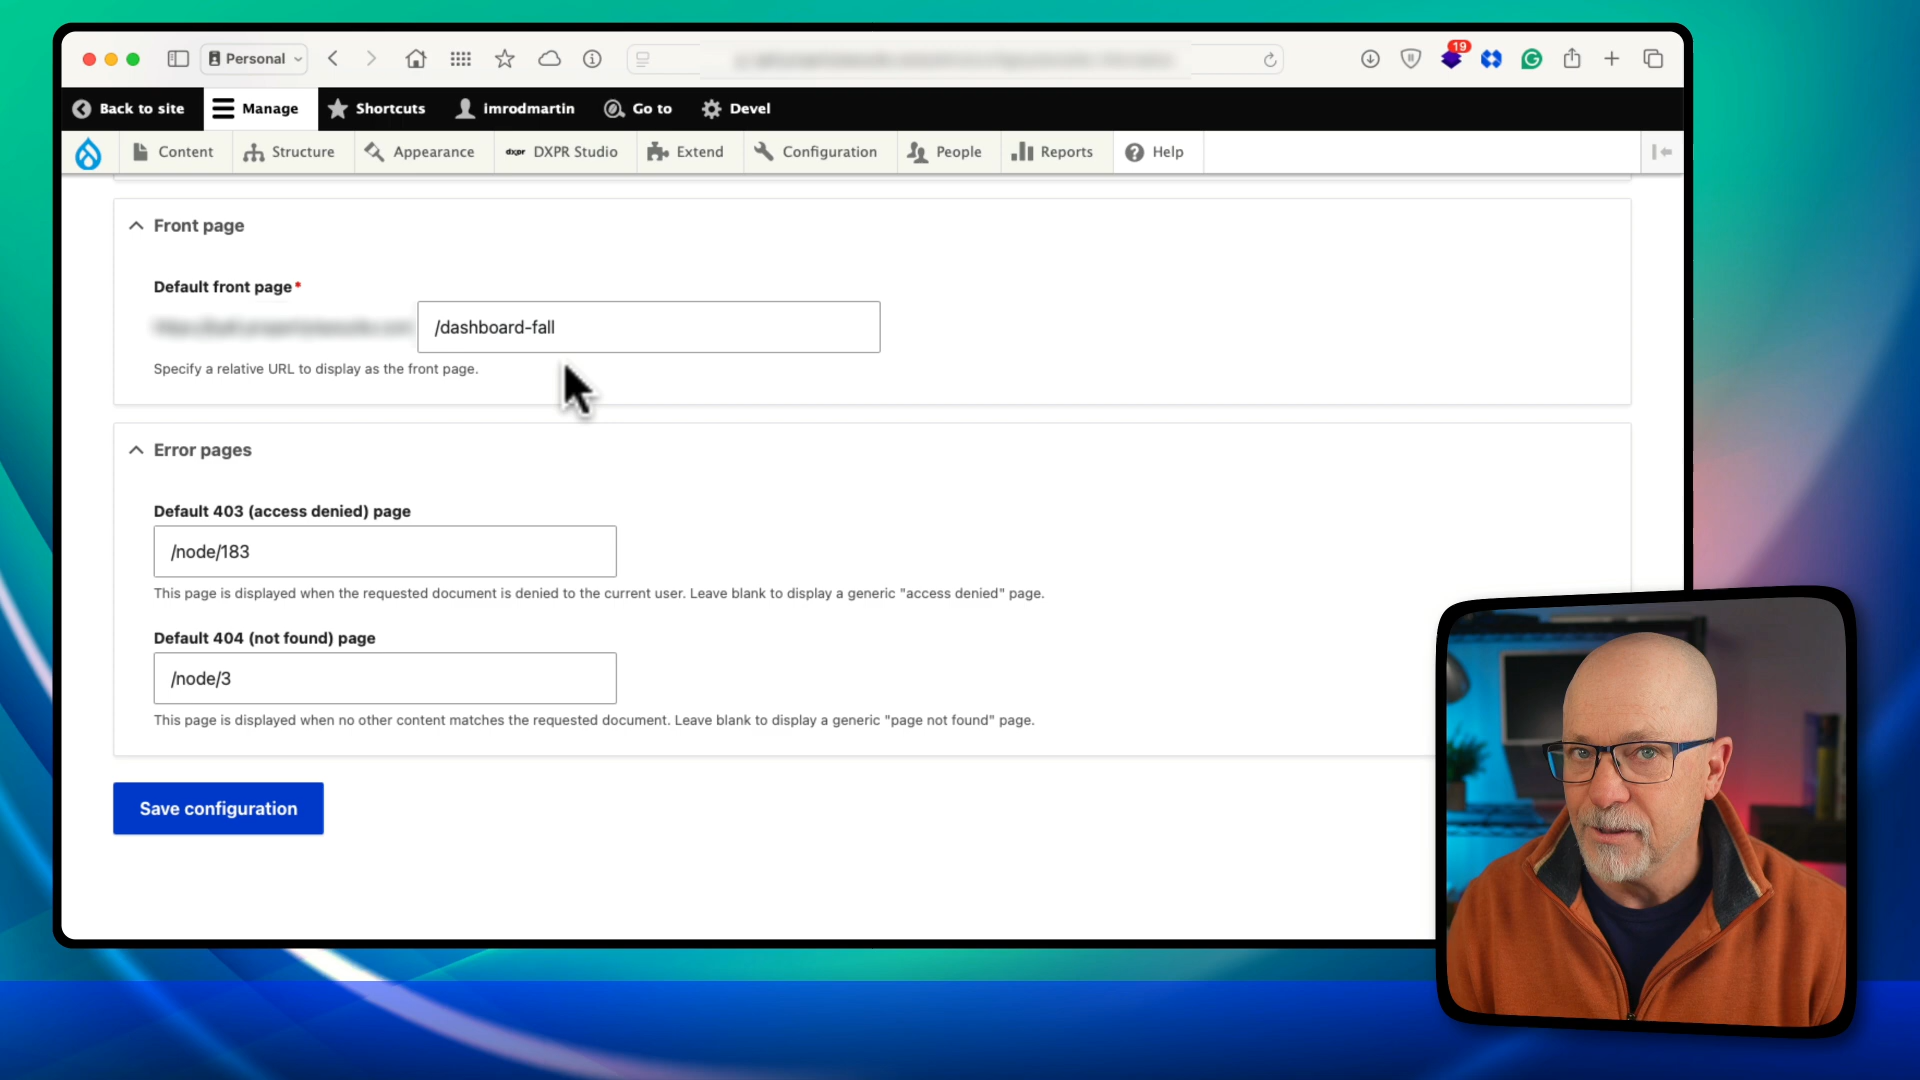 Personal
19
Back to site Manage Shortcuts imrodmartin Go to Devel
Content Structure Appearance dxpr DXPR Studio Extend Configuration People Reports Help
Front page
Default front page*
/dashboard-fall
Specify a relative URL to display as the front page.
Error pages
Default 403 (access denied) page
/node/183
This page is displayed when the requested document is denied to the current user. Leave blank to display a generic "access denied" page.
Default 404 (not found) page
/node/3
This page is displayed when no other content matches the requested document. Leave blank to display a generic "page not found" page.
Save configuration